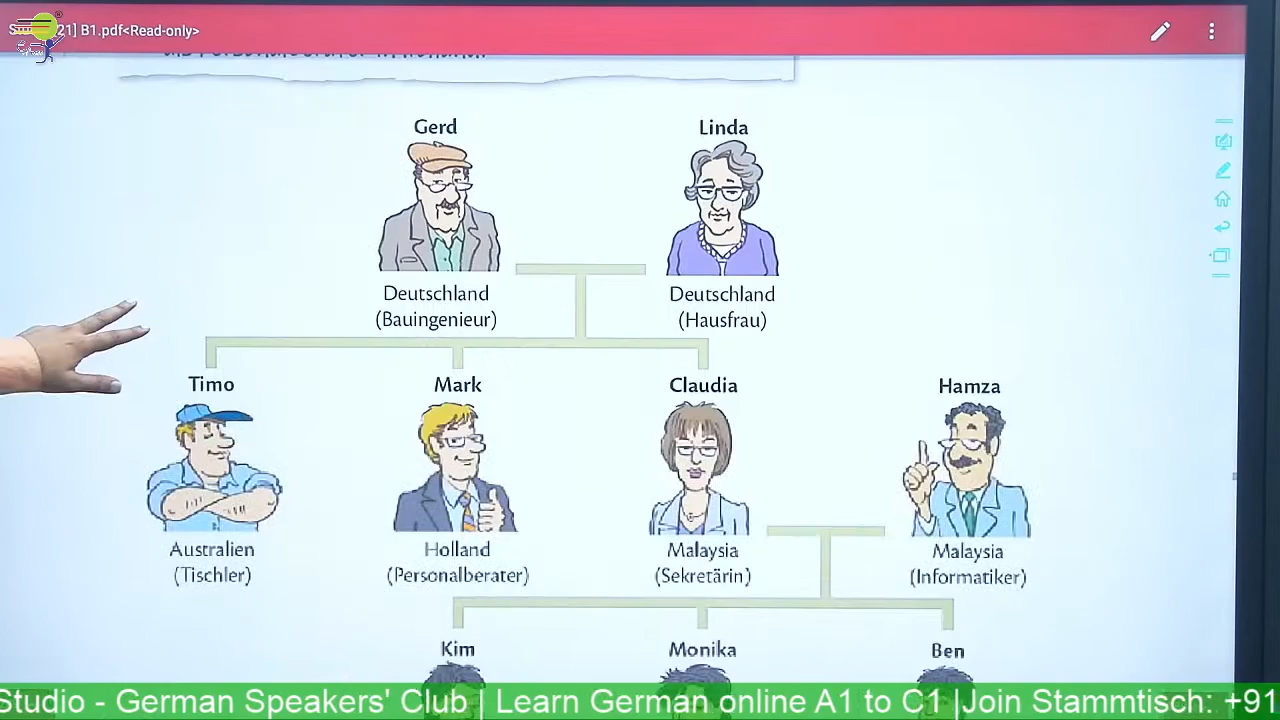 21] B1.pdf<Read-only>
Gerd
Linda
Deutschland
(Bauingenieur)
Deutschland
(Hausfrau)
Timo
Mark
Claudia
Hamza
Australien
(Tischler)
Holland
(Personalberater)
Malaysia
(Sekretärin)
Malaysia
(Informatiker)
Kim
Monika
Ben
Studio - German Speakers' Club | Learn German online A1 to C1 |Join Stammtisch: +91